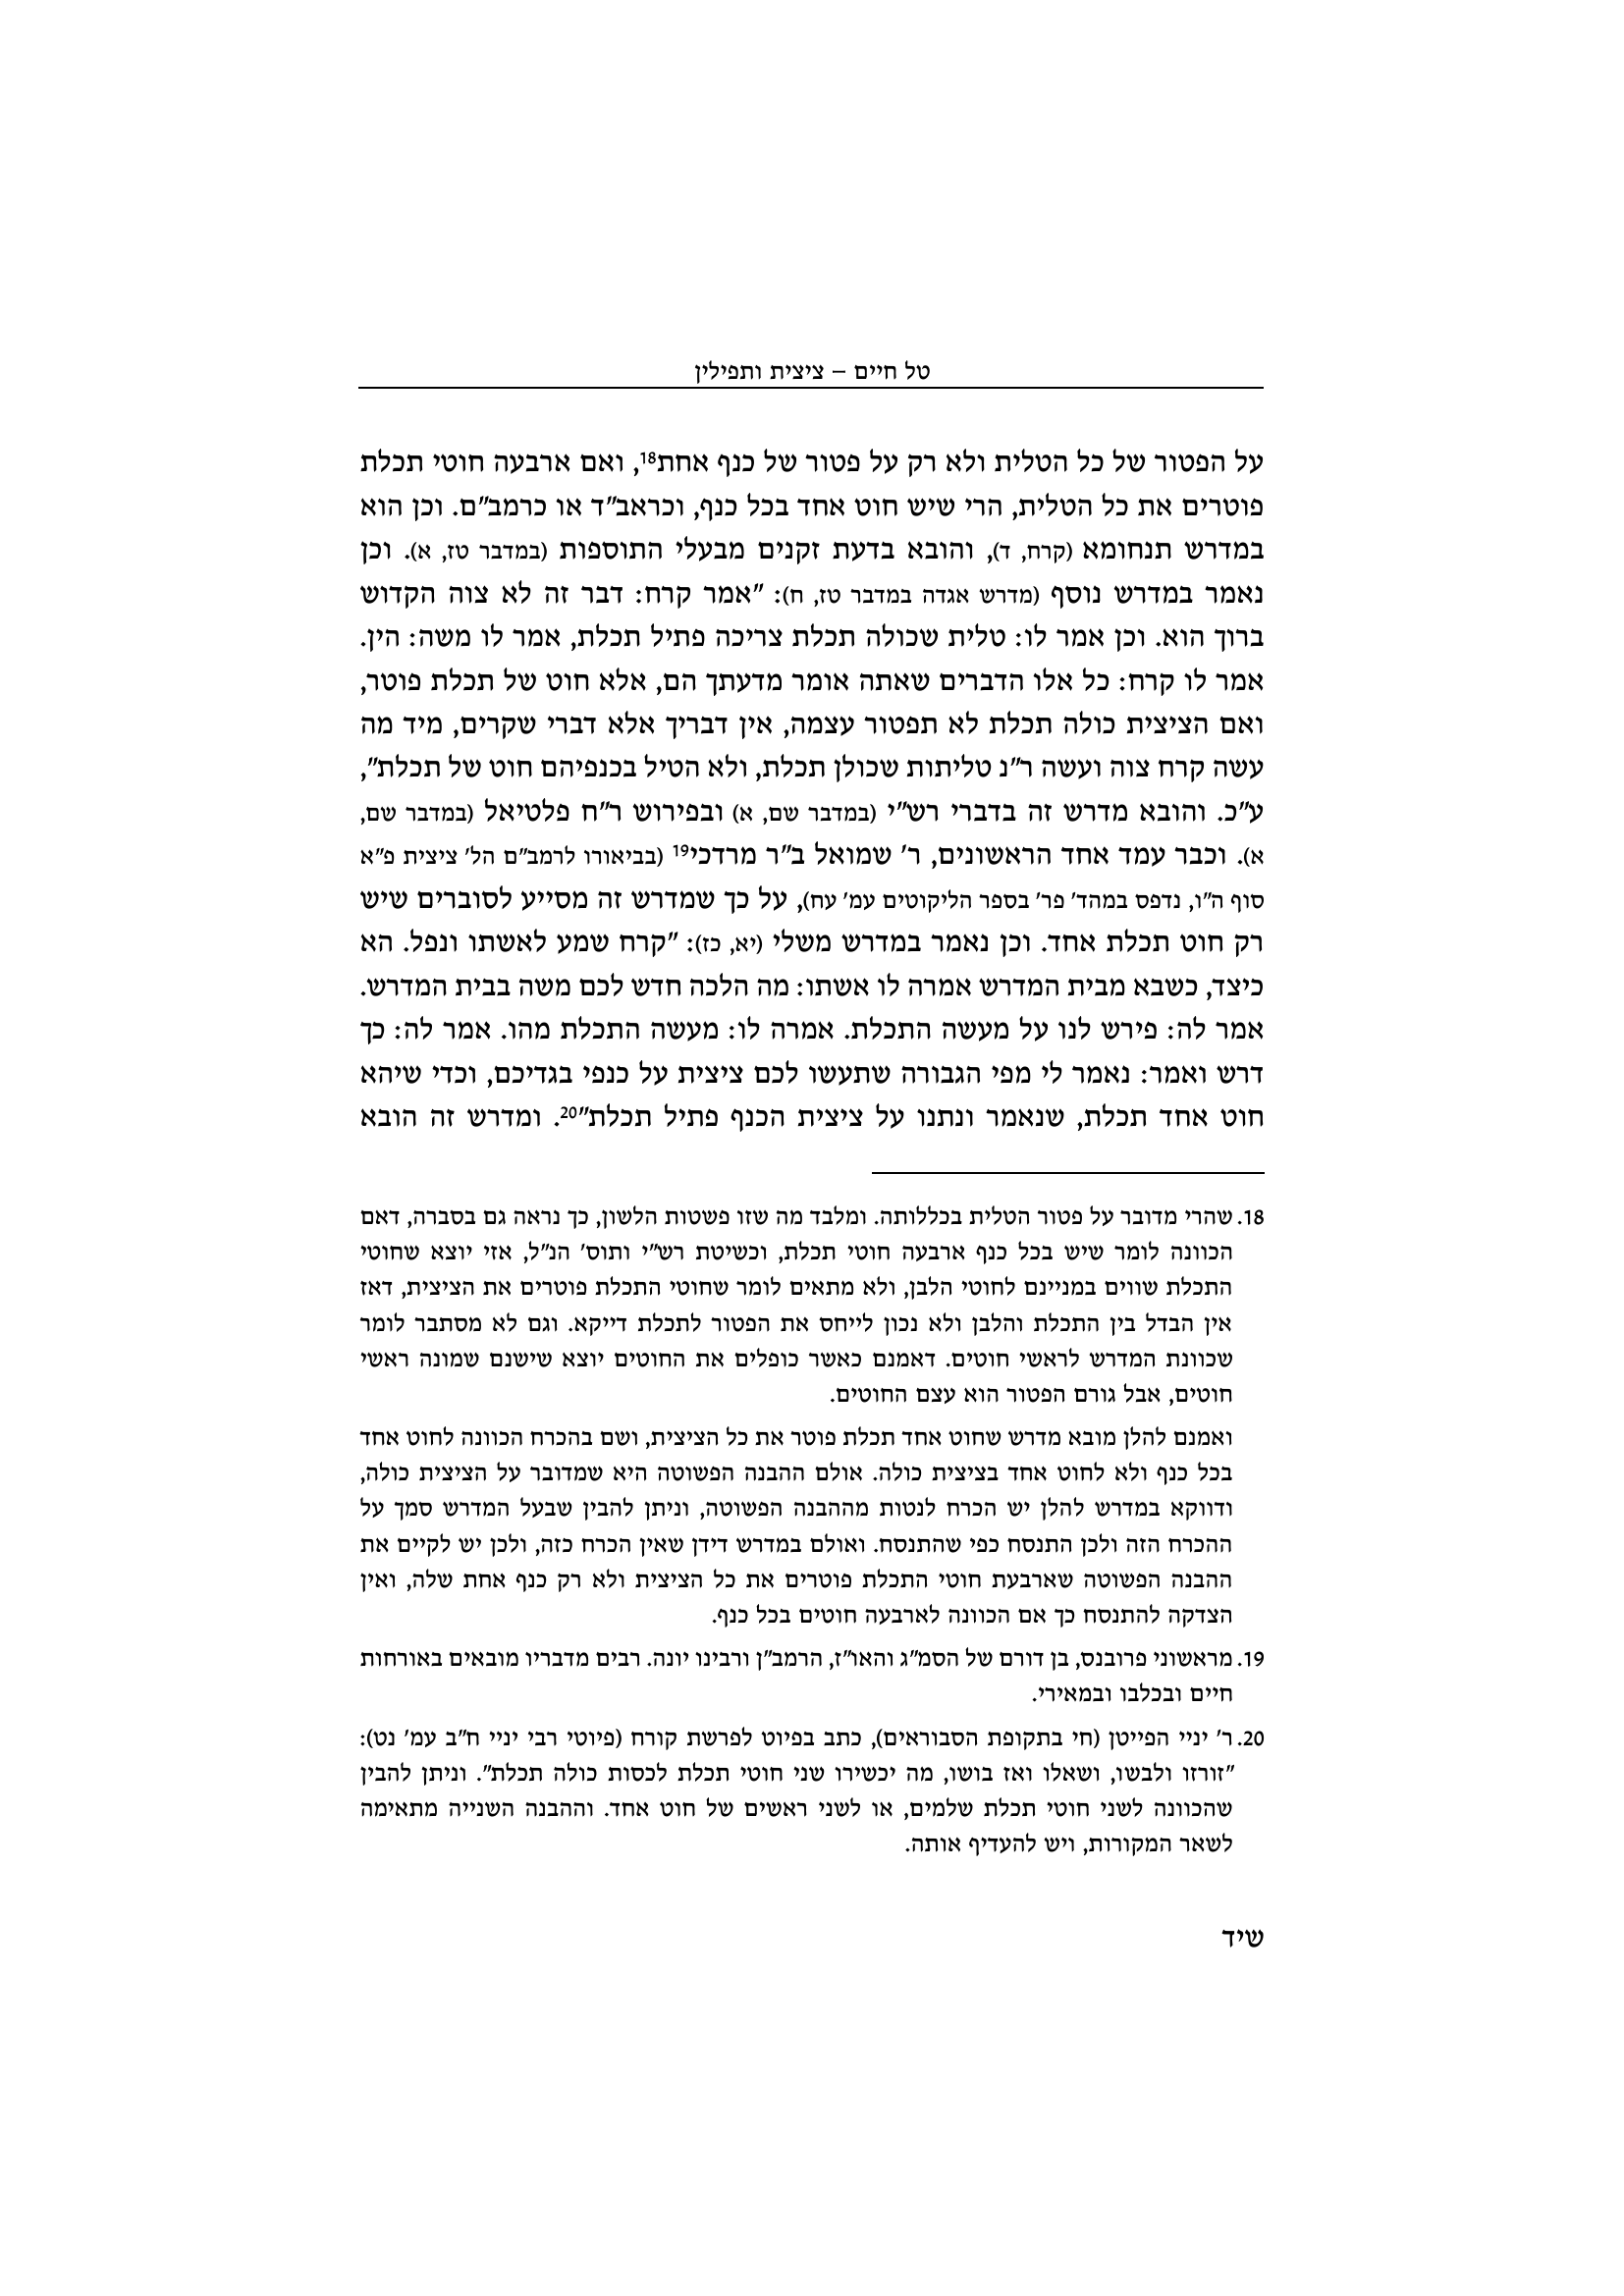 טל חיים – ציצית ותפילין
על הפטור של כל הטלית ולא רק על פטור של כנף אחת18, ואם ארבעה חוטי תכלת
פוטרים את כל הטלית, הרי שיש חוט אחד בכל כנף, וכראב"ד או כרמב"ם. וכן הוא
במדרש תנחומא (קרח, ד), והובא בדעת זקנים מבעלי התוספות (במדבר טז, א). וכן
נאמר במדרש נוסף (מדרש אגדה במדבר טז, ח): "אמר קרח: דבר זה לא צוה הקדוש
ברוך הוא. וכן אמר לו: טלית שכולה תכלת צריכה פתיל תכלת, אמר לו משה: הין.
אמר לו קרח: כל אלו הדברים שאתה אומר מדעתך הם, אלא חוט של תכלת פוטר,
ואם הציצית כולה תכלת לא תפטור עצמה, אין דבריך אלא דברי שקרים, מיד מה
עשה קרח צוה ועשה ר"נ טליתות שכולן תכלת, ולא הטיל בכנפיהם חוט של תכלת",
ע"כ. והובא מדרש זה בדברי רש"י (במדבר שם, א) ובפירוש ר"ח פלטיאל (במדבר שם,
א). וכבר עמד אחד הראשונים, ר' שמואל ב"ר מרדכי19 (בביאורו לרמב"ם הל' ציצית פ"א
סוף ה"ו, נדפס במהד' פר' בספר הליקוטים עמ' עח), על כך שמדרש זה מסייע לסוברים שיש
רק חוט תכלת אחד. וכן נאמר במדרש משלי (יא, כז): "קרח שמע לאשתו ונפל. הא
כיצד, כשבא מבית המדרש אמרה לו אשתו: מה הלכה חדש לכם משה בבית המדרש.
אמר לה: פירש לנו על מעשה התכלת. אמרה לו: מעשה התכלת מהו. אמר לה: כך
דרש ואמר: נאמר לי מפי הגבורה שתעשו לכם ציצית על כנפי בגדיכם, וכדי שיהא
חוט אחד תכלת, שנאמר ונתנו על ציצית הכנף פתיל תכלת"20. ומדרש זה הובא
18. שהרי מדובר על פטור הטלית בכללותה. ומלבד מה שזו פשטות הלשון, כך נראה גם בסברה, דאם
הכוונה לומר שיש בכל כנף ארבעה חוטי תכלת, וכשיטת רש"י ותוס' הנ"ל, אזי יוצא שחוטי
התכלת שווים במניינם לחוטי הלבן, ולא מתאים לומר שחוטי התכלת פוטרים את הציצית, דאז
אין הבדל בין התכלת והלבן ולא נכון לייחס את הפטור לתכלת דייקא. וגם לא מסתבר לומר
שכוונת המדרש לראשי חוטים. דאמנם כאשר כופלים את החוטים יוצא שישנם שמונה ראשי
חוטים, אבל גורם הפטור הוא עצם החוטים.
ואמנם להלן מובא מדרש שחוט אחד תכלת פוטר את כל הציצית, ושם בהכרח הכוונה לחוט אחד
בכל כנף ולא לחוט אחד בציצית כולה. אולם ההבנה הפשוטה היא שמדובר על הציצית כולה,
ודווקא במדרש להלן יש הכרח לנטות מההבנה הפשוטה, וניתן להבין שבעל המדרש סמך על
ההכרח הזה ולכן התנסח כפי שהתנסח. ואולם במדרש דידן שאין הכרח כזה, ולכן יש לקיים את
ההבנה הפשוטה שארבעת חוטי התכלת פוטרים את כל הציצית ולא רק כנף אחת שלה, ואין
הצדקה להתנסח כך אם הכוונה לארבעה חוטים בכל כנף.
19. מראשוני פרובנס, בן דורם של הסמ"ג והאו"ז, הרמב"ן ורבינו יונה. רבים מדבריו מובאים באורחות
חיים ובכלבו ובמאירי.
20. ר' יניי הפייטן (חי בתקופת הסבוראים), כתב בפיוט לפרשת קורח (פיוטי רבי יניי ח"ב עמ' נט):
"זורזו ולבשו, ושאלו ואז בושו, מה יכשירו שני חוטי תכלת לכסות כולה תכלת". וניתן להבין
שהכוונה לשני חוטי תכלת שלמים, או לשני ראשים של חוט אחד. וההבנה השנייה מתאימה
לשאר המקורות, ויש להעדיף אותה.
שיד